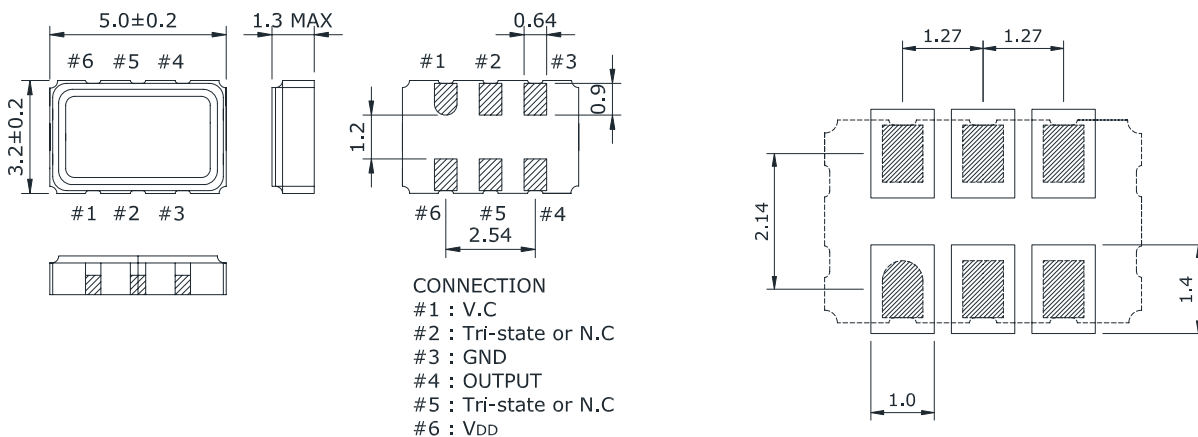 5.0±0.2
1.3 MAX
0.64
#6 #5 #4
#1 #2 #3
3.2±0.2
1.2
0.9
#1 #2 #3
#6 #5 #4
2.54
CONNECTION
#1 : V.C
#2 : Tri-state or N.C
#3 : GND
#4 : OUTPUT
#5 : Tri-state or N.C
#6 : VDD
1.27 1.27
2.14
1.4
1.0